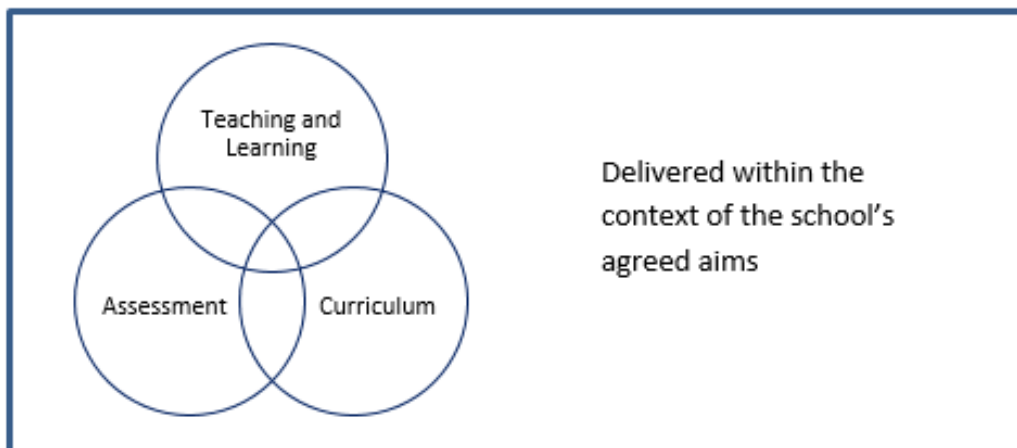 Teaching and
Learning
Assessment
Curriculum
Delivered within the
context of the school’s
agreed aims